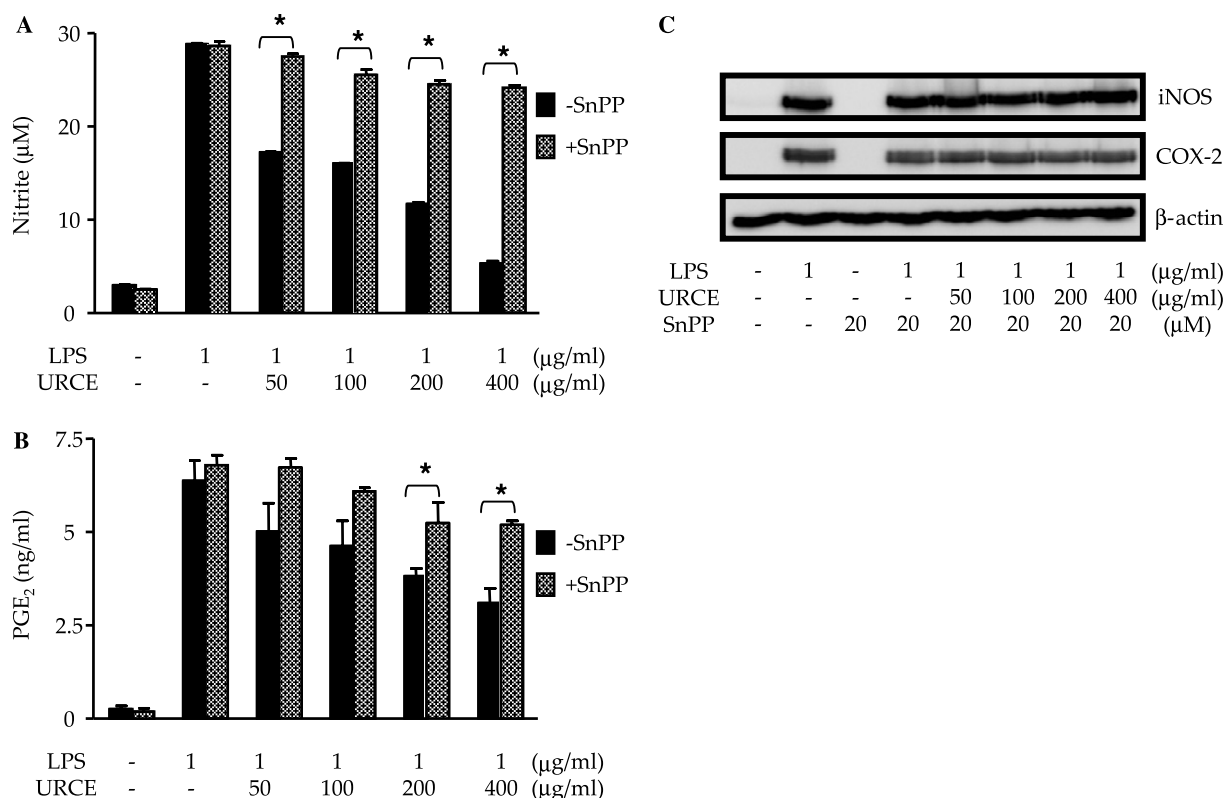 A
*
*
*
*
30
20
10
0
Nitrite (µM)
-SnPP
+SnPP
LPS - 1 1 1 1 1 (µg/ml)
URCE - - 50 100 200 400 (µg/ml)
B
*
*
7.5
5
2.5
0
PGE2 (ng/ml)
-SnPP
+SnPP
LPS - 1 1 1 1 1 (µg/ml)
URCE - - 50 100 200 400 (µg/ml)
C
iNOS
COX-2
β-actin
LPS - 1 - 1 1 1 1 1 (µg/ml)
URCE - - - - 50 100 200 400 (µg/ml)
SnPP - - 20 20 20 20 20 20 (µM)